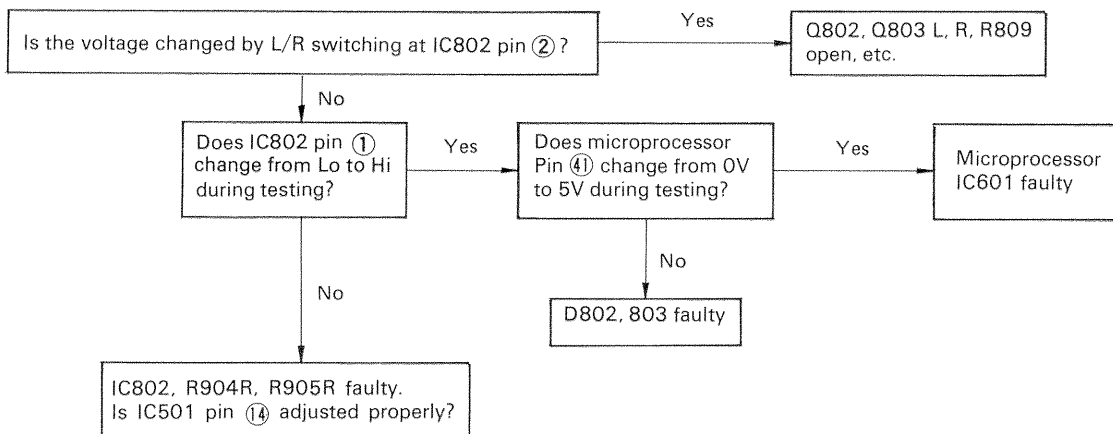 Is the voltage changed by L/R switching at IC802 pin ②?
Yes
Q802, Q803 L, R, R809
open, etc.
No
Does IC802 pin ①
change from Lo to Hi
during testing?
Yes
Does microprocessor
Pin ㊶ change from 0V
to 5V during testing?
Yes
Microprocessor
IC601 faulty
No
D802, 803 faulty
No
IC802, R904R, R905R faulty.
Is IC501 pin ⑭ adjusted properly?